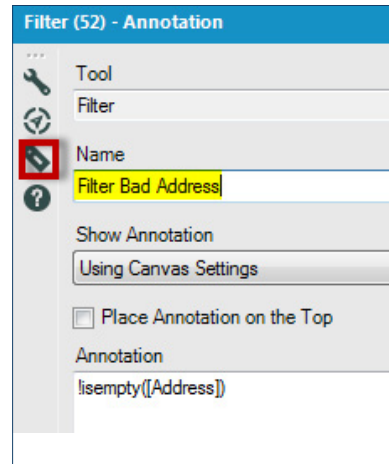 Filter (52) - Annotation
Tool
Filter
Name
Filter Bad Address
Show Annotation
Using Canvas Settings
Place Annotation on the Top
Annotation
!isempty([Address])